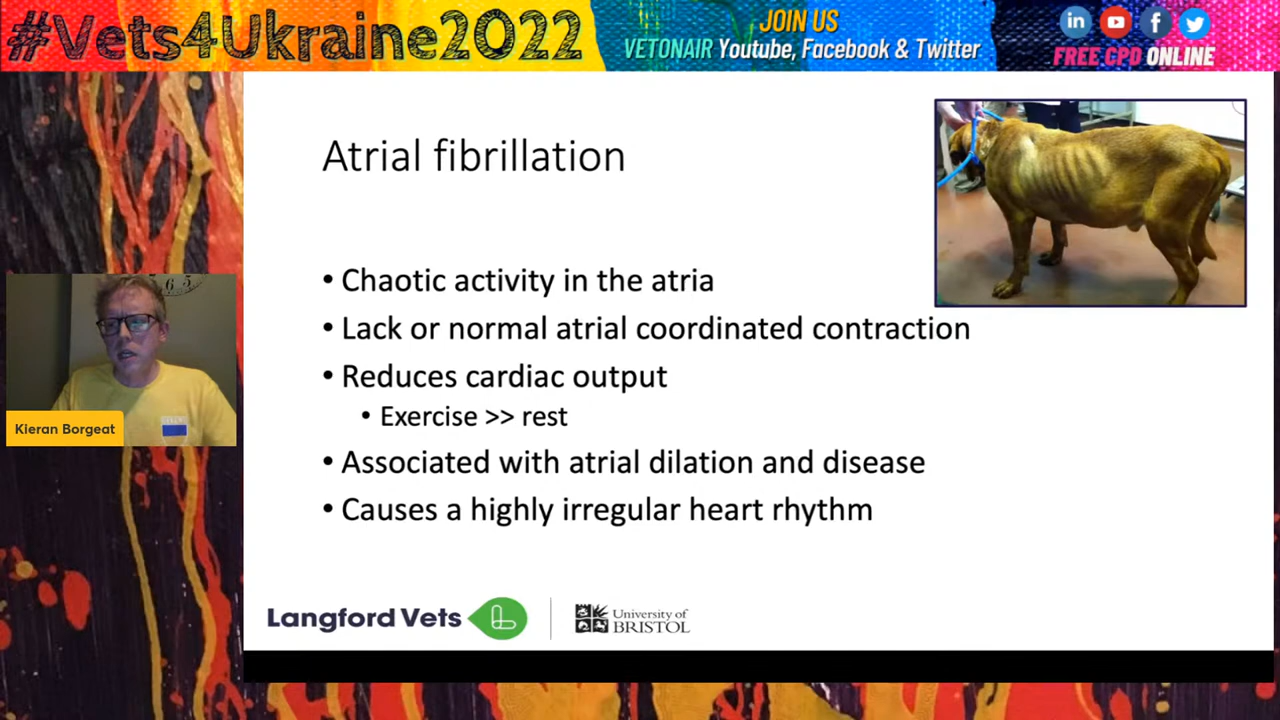 #Vets4Ukraine2022
JOIN US
VETONAIR Youtube, Facebook & Twitter
FREE CPD ONLINE
Atrial fibrillation
• Chaotic activity in the atria
• Lack or normal atrial coordinated contraction
• Reduces cardiac output
• Exercise >> rest
• Associated with atrial dilation and disease
• Causes a highly irregular heart rhythm
Kieran Borgeat
Langford Vets
University of
BRISTOL